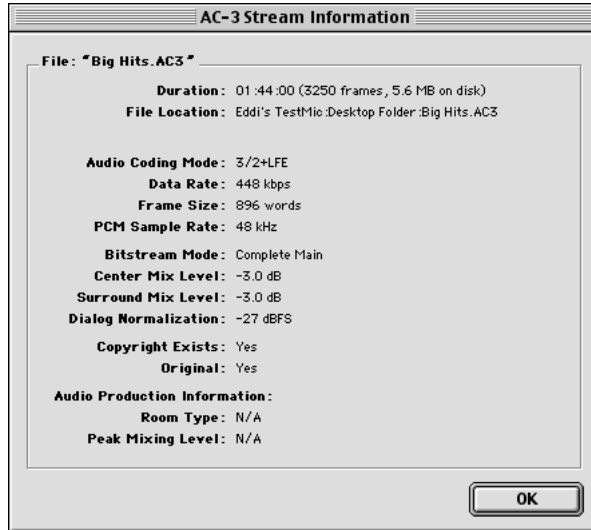 AC-3 Stream Information
File: "Big Hits.AC3"
Duration: 01:44:00 (3250 frames, 5.6 MB on disk)
File Location: Eddi's TestMic:Desktop Folder:Big Hits.AC3
Audio Coding Mode: 3/2+LFE
Data Rate: 448 kbps
Frame Size: 896 words
PCM Sample Rate: 48 kHz
Bitstream Mode: Complete Main
Center Mix Level: -3.0 dB
Surround Mix Level: -3.0 dB
Dialog Normalization: -27 dBFS
Copyright Exists: Yes
Original: Yes
Audio Production Information:
Room Type: N/A
Peak Mixing Level: N/A
OK